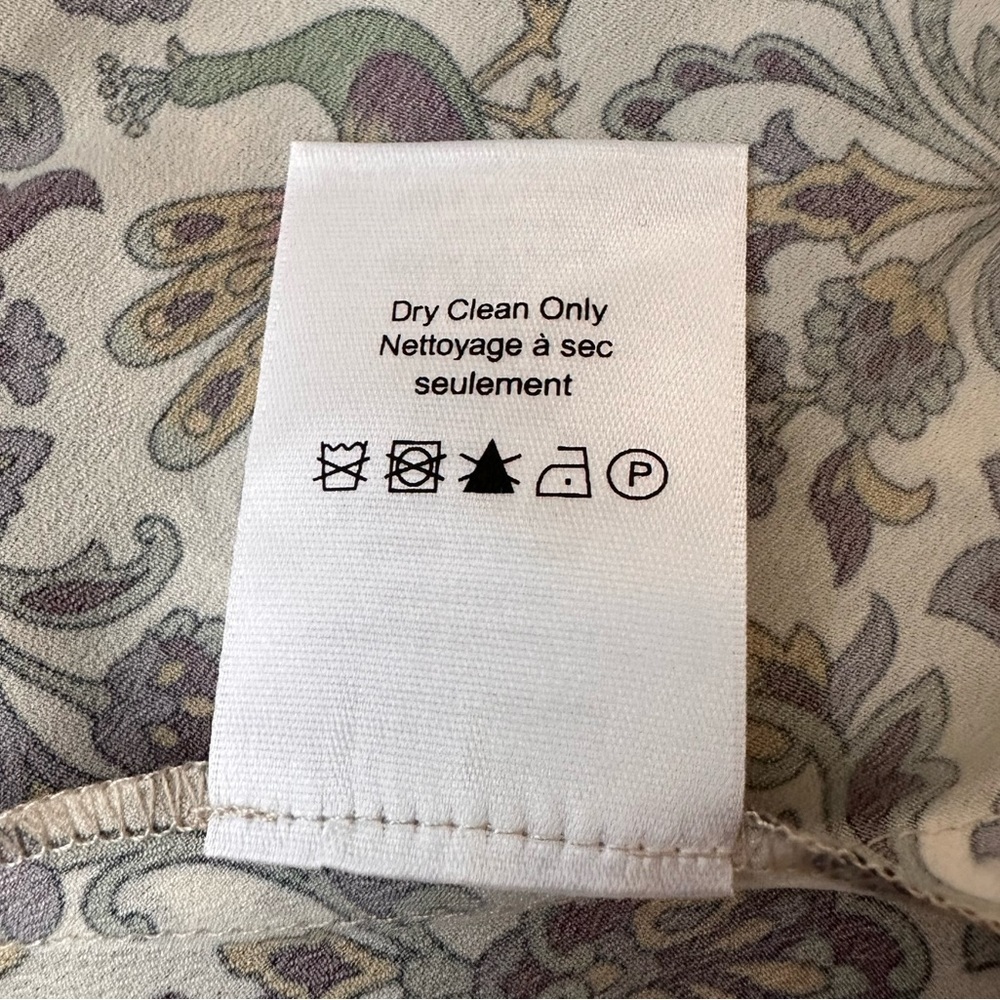 Dry Clean Only
Nettoyage à sec
seulement
P